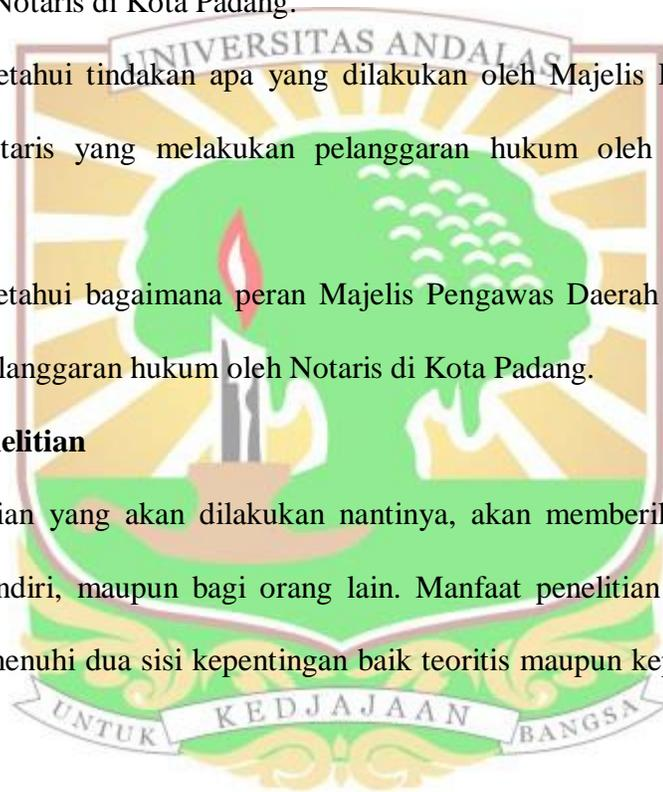 Notaris di Kota Padang.
UNIVERSITAS ANDALAS
etahui tindakan apa yang dilakukan oleh Majelis
taris yang melakukan pelanggaran hukum oleh
etahui bagaimana peran Majelis Pengawas Daerah
langgaran hukum oleh Notaris di Kota Padang.
elitian
ian yang akan dilakukan nantinya, akan memberi
ndiri, maupun bagi orang lain. Manfaat penelitian
nenuhi dua sisi kepentingan baik teoritis maupun ke
UNTUK KEDJAJAAN BANGSA